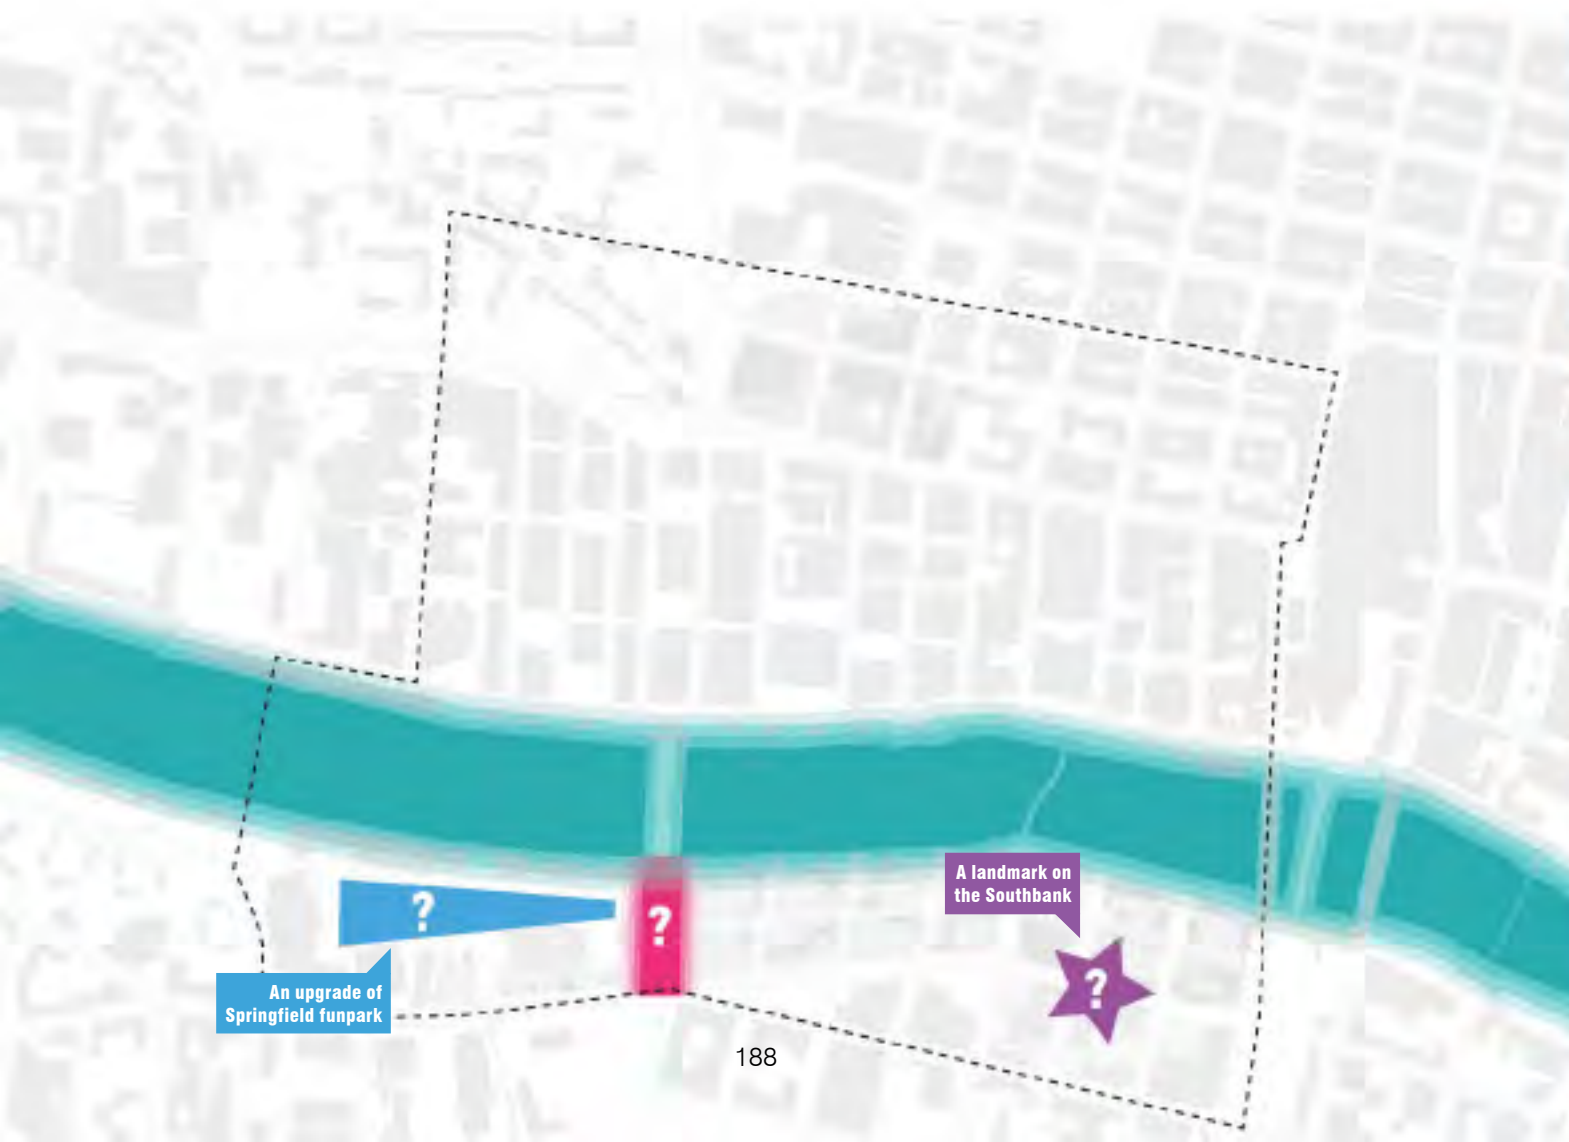 A landmark on
the Southbank
?
?
?
An upgrade of
Springfield funpark
188